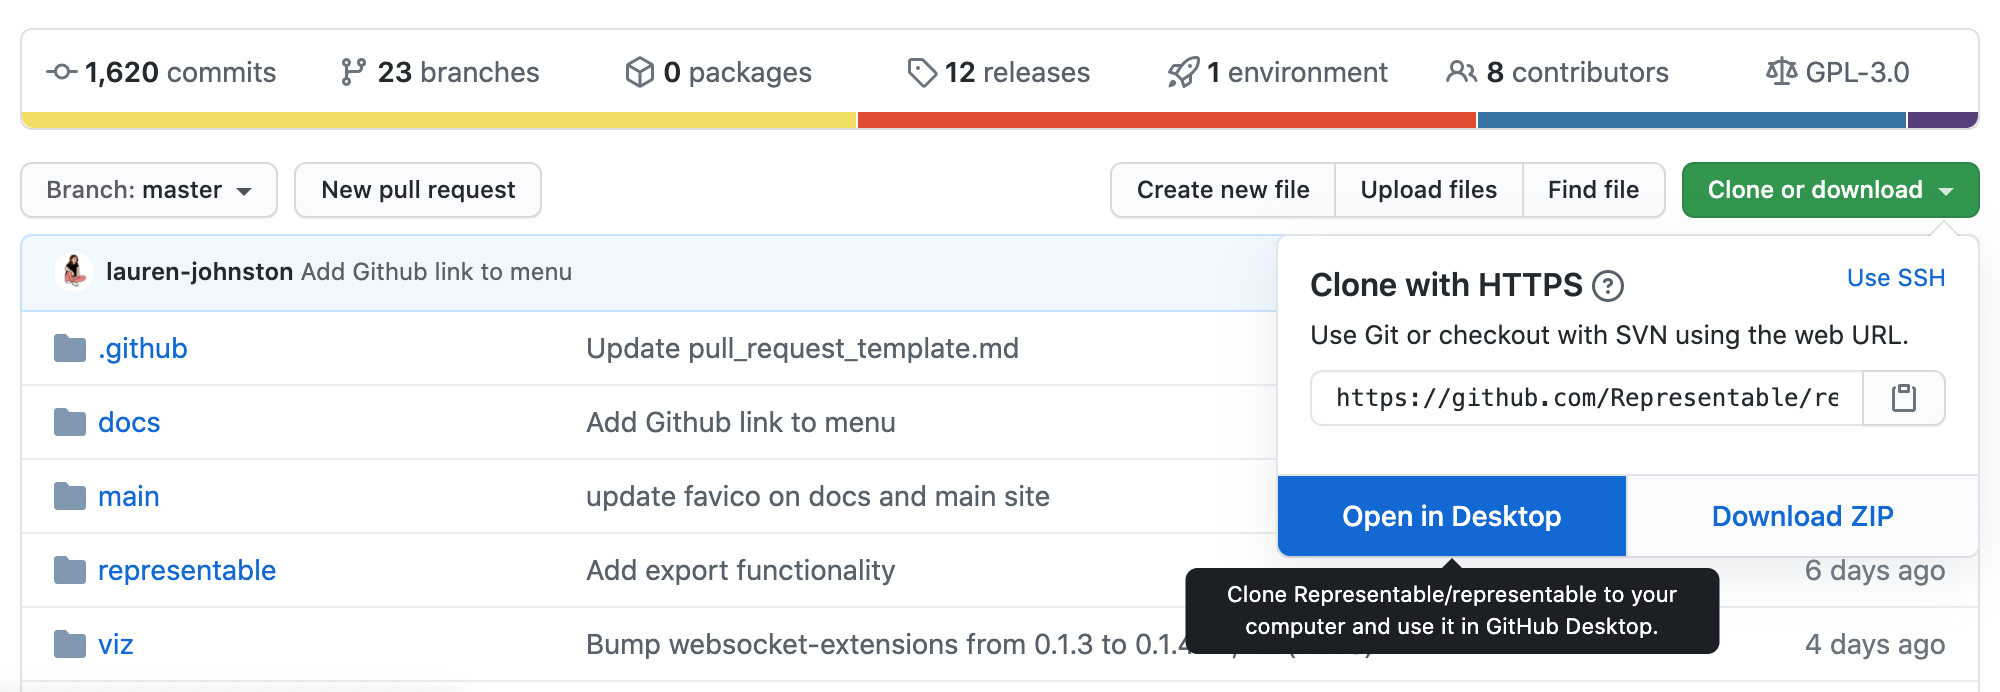 1,620 commits 23 branches 0 packages 12 releases 1 environment 8 contributors GPL-3.0
Branch: master New pull request Create new file Upload files Find file Clone or download
lauren-johnston Add Github link to menu
Clone with HTTPS ? Use SSH
Use Git or checkout with SVN using the web URL.
https://github.com/Representable/re
Open in Desktop Download ZIP
Clone Representable/representable to your
computer and use it in GitHub Desktop.
.github Update pull_request_template.md
docs Add Github link to menu
main update favico on docs and main site
representable Add export functionality 6 days ago
viz Bump websocket-extensions from 0.1.3 to 0.1.4 4 days ago